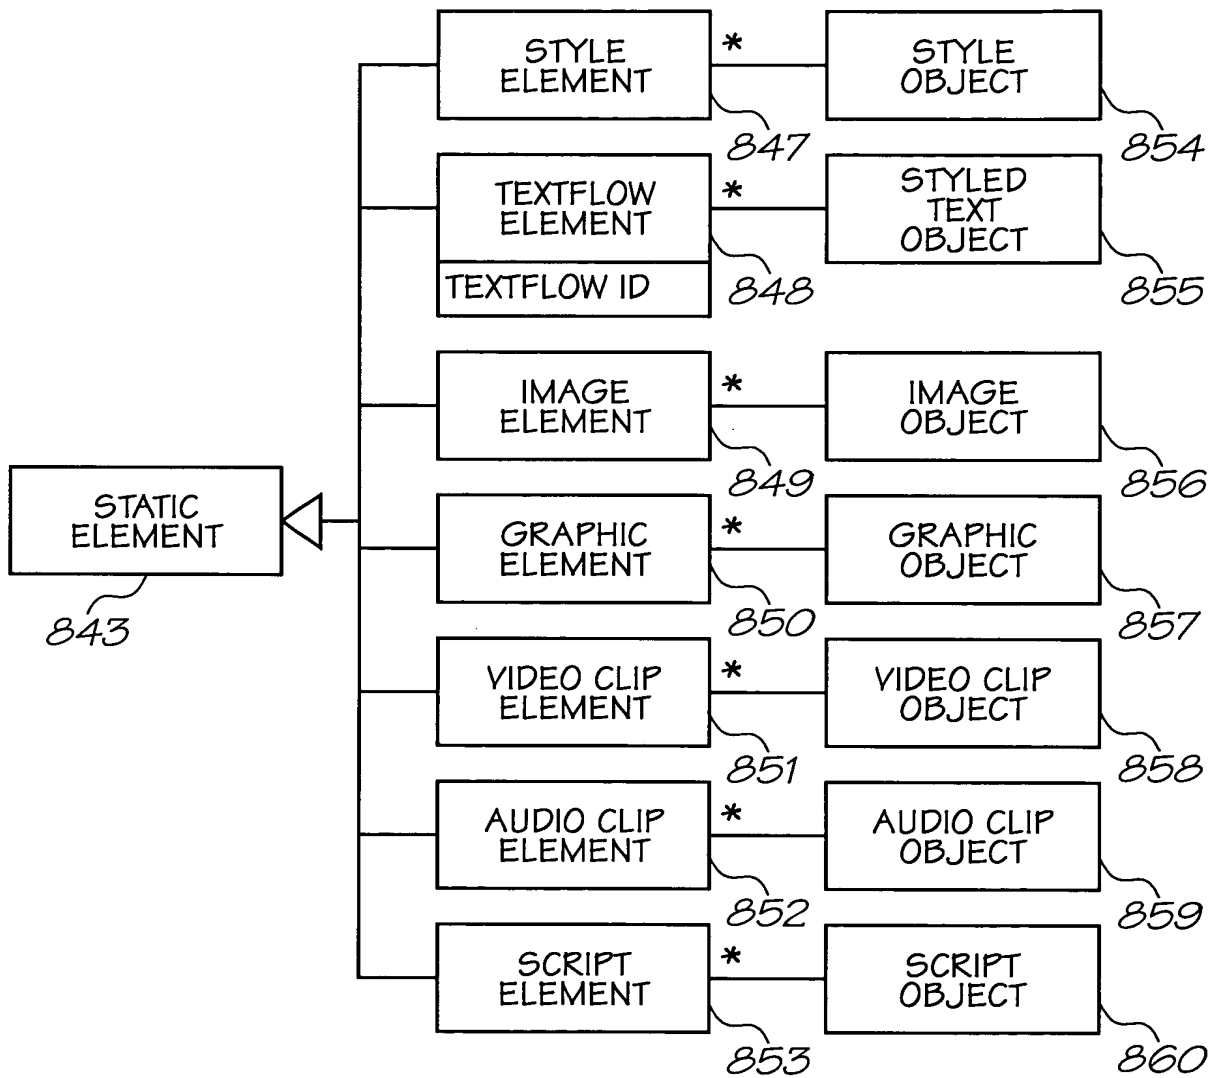 STYLE
ELEMENT
*
847
STYLE
OBJECT
854
TEXTFLOW
ELEMENT
TEXTFLOW ID
*
848
STYLED
TEXT
OBJECT
855
IMAGE
ELEMENT
*
849
IMAGE
OBJECT
856
STATIC
ELEMENT
843
GRAPHIC
ELEMENT
*
850
GRAPHIC
OBJECT
857
VIDEO CLIP
ELEMENT
*
851
VIDEO CLIP
OBJECT
858
AUDIO CLIP
ELEMENT
*
852
AUDIO CLIP
OBJECT
859
SCRIPT
ELEMENT
*
853
SCRIPT
OBJECT
860